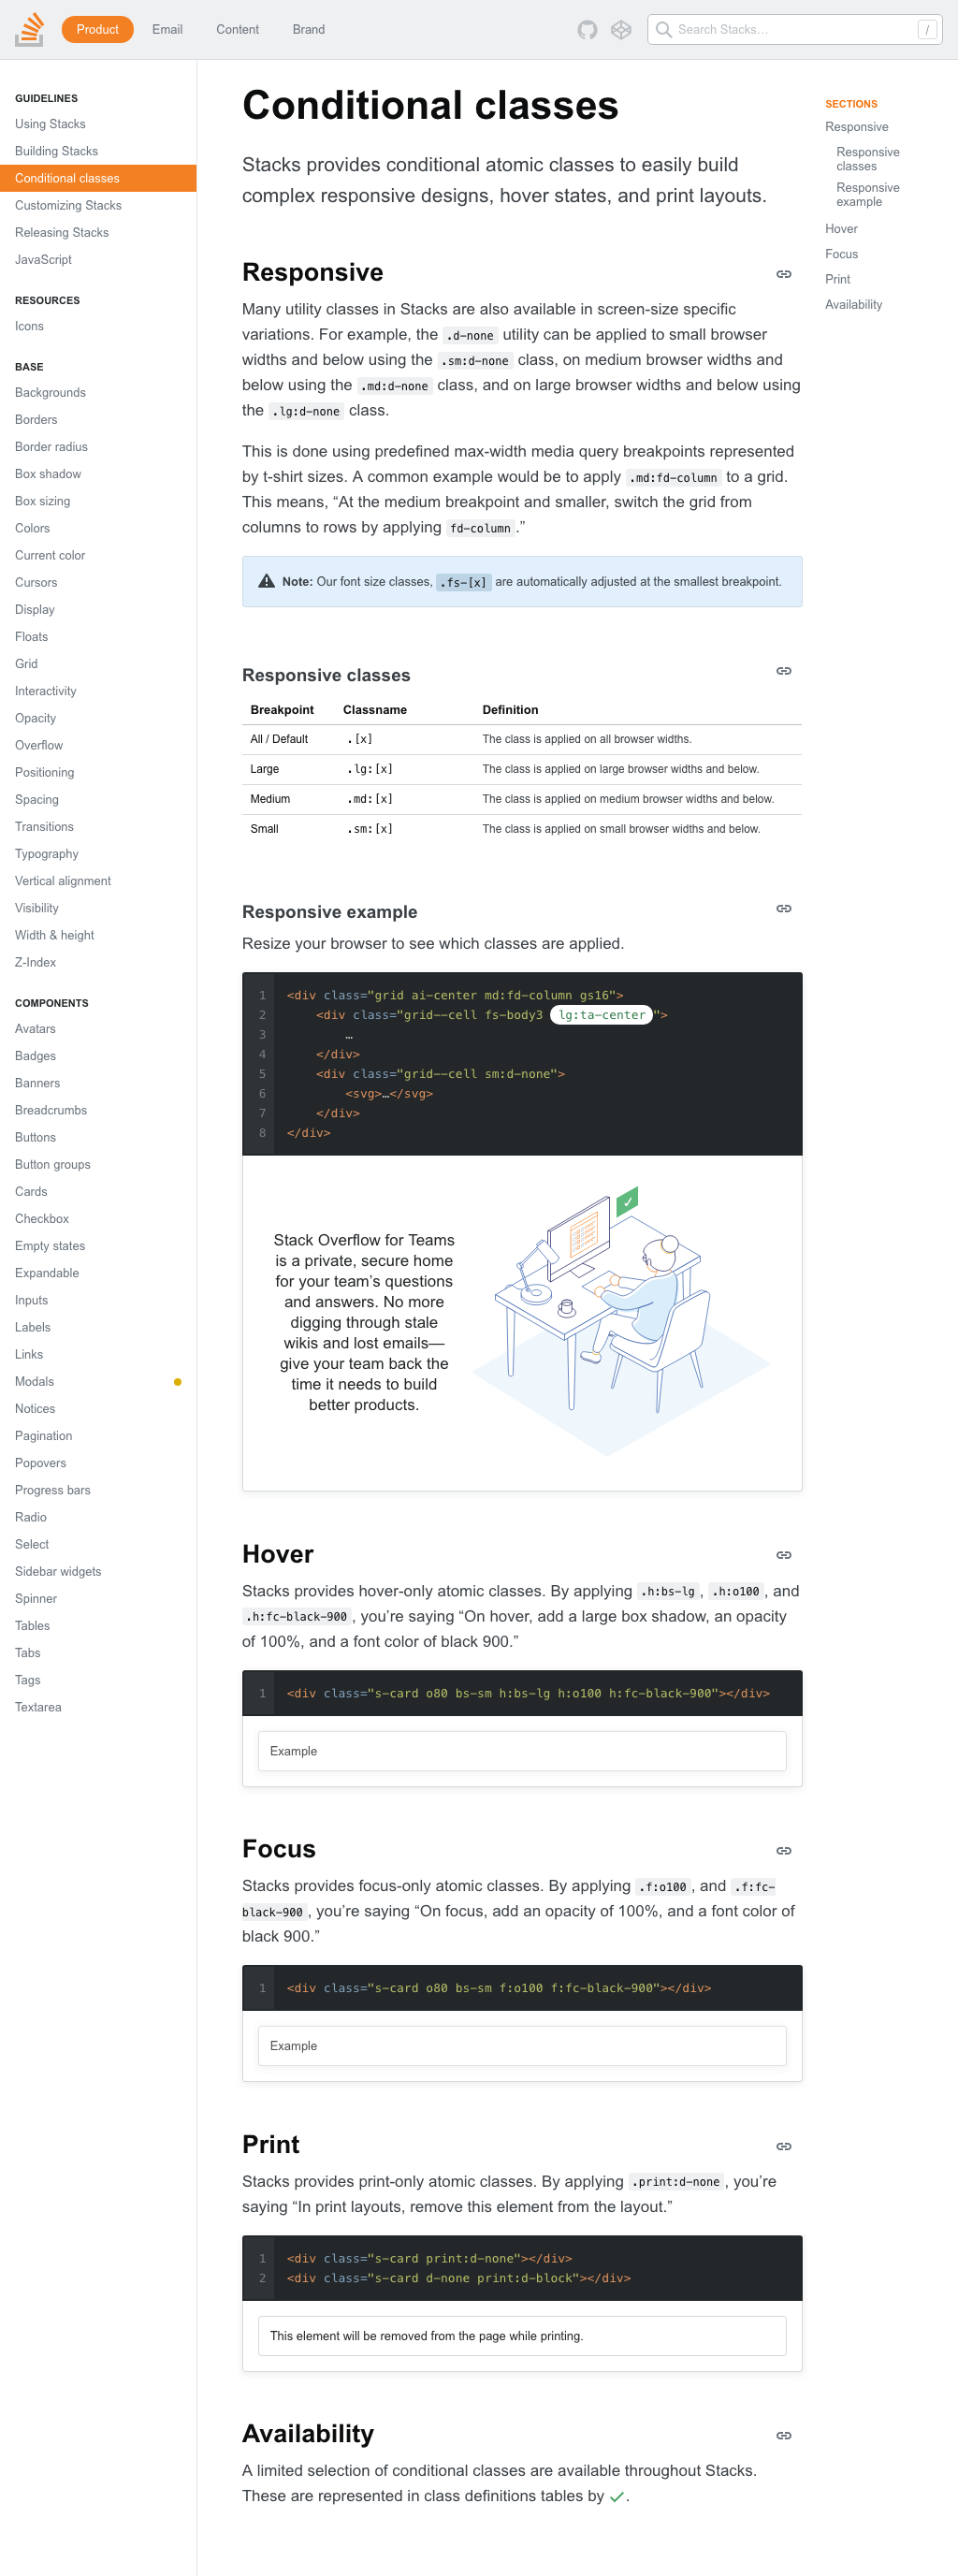 Product
Email
Content
Brand
Search Stacks…
/
GUIDELINES
Using Stacks
Building Stacks
Conditional classes
Customizing Stacks
Releasing Stacks
JavaScript
RESOURCES
Icons
BASE
Backgrounds
Borders
Border radius
Box shadow
Box sizing
Colors
Current color
Cursors
Display
Floats
Grid
Interactivity
Opacity
Overflow
Positioning
Spacing
Transitions
Typography
Vertical alignment
Visibility
Width & height
Z-Index
COMPONENTS
Avatars
Badges
Banners
Breadcrumbs
Buttons
Button groups
Cards
Checkbox
Empty states
Expandable
Inputs
Labels
Links
Modals
Notices
Pagination
Popovers
Progress bars
Radio
Select
Sidebar widgets
Spinner
Tables
Tabs
Tags
Textarea
Conditional classes
Stacks provides conditional atomic classes to easily build
complex responsive designs, hover states, and print layouts.
Responsive
Many utility classes in Stacks are also available in screen-size specific
variations. For example, the .d-none utility can be applied to small browser
widths and below using the .sm:d-none class, on medium browser widths and
below using the .md:d-none class, and on large browser widths and below using
the .lg:d-none class.
This is done using predefined max-width media query breakpoints represented
by t-shirt sizes. A common example would be to apply .md:fd-column to a grid.
This means, “At the medium breakpoint and smaller, switch the grid from
columns to rows by applying fd-column.”
Note: Our font size classes, .fs-[x] are automatically adjusted at the smallest breakpoint.
Responsive classes
Breakpoint Classname Definition
All / Default .[x] The class is applied on all browser widths.
Large .lg:[x] The class is applied on large browser widths and below.
Medium .md:[x] The class is applied on medium browser widths and below.
Small .sm:[x] The class is applied on small browser widths and below.
Responsive example
Resize your browser to see which classes are applied.
1 <div class="grid ai-center md:fd-column gs16">
2 <div class="grid--cell fs-body3 lg:ta-center">
3 …
4 </div>
5 <div class="grid--cell sm:d-none">
6 <svg>…</svg>
7 </div>
8 </div>
Stack Overflow for Teams
is a private, secure home
for your team’s questions
and answers. No more
digging through stale
wikis and lost emails—
give your team back the
time it needs to build
better products.
Hover
Stacks provides hover-only atomic classes. By applying .h:bs-lg, .h:o100, and
.h:fc-black-900, you’re saying “On hover, add a large box shadow, an opacity
of 100%, and a font color of black 900.”
1 <div class="s-card o80 bs-sm h:bs-lg h:o100 h:fc-black-900"></div>
Example
Focus
Stacks provides focus-only atomic classes. By applying .f:o100, and .f:fc-
black-900, you’re saying “On focus, add an opacity of 100%, and a font color of
black 900.”
1 <div class="s-card o80 bs-sm f:o100 f:fc-black-900"></div>
Example
Print
Stacks provides print-only atomic classes. By applying .print:d-none, you’re
saying “In print layouts, remove this element from the layout.”
1 <div class="s-card print:d-none"></div>
2 <div class="s-card d-none print:d-block"></div>
This element will be removed from the page while printing.
Availability
A limited selection of conditional classes are available throughout Stacks.
These are represented in class definitions tables by ✓.
SECTIONS
Responsive
Responsive
classes
Responsive
example
Hover
Focus
Print
Availability